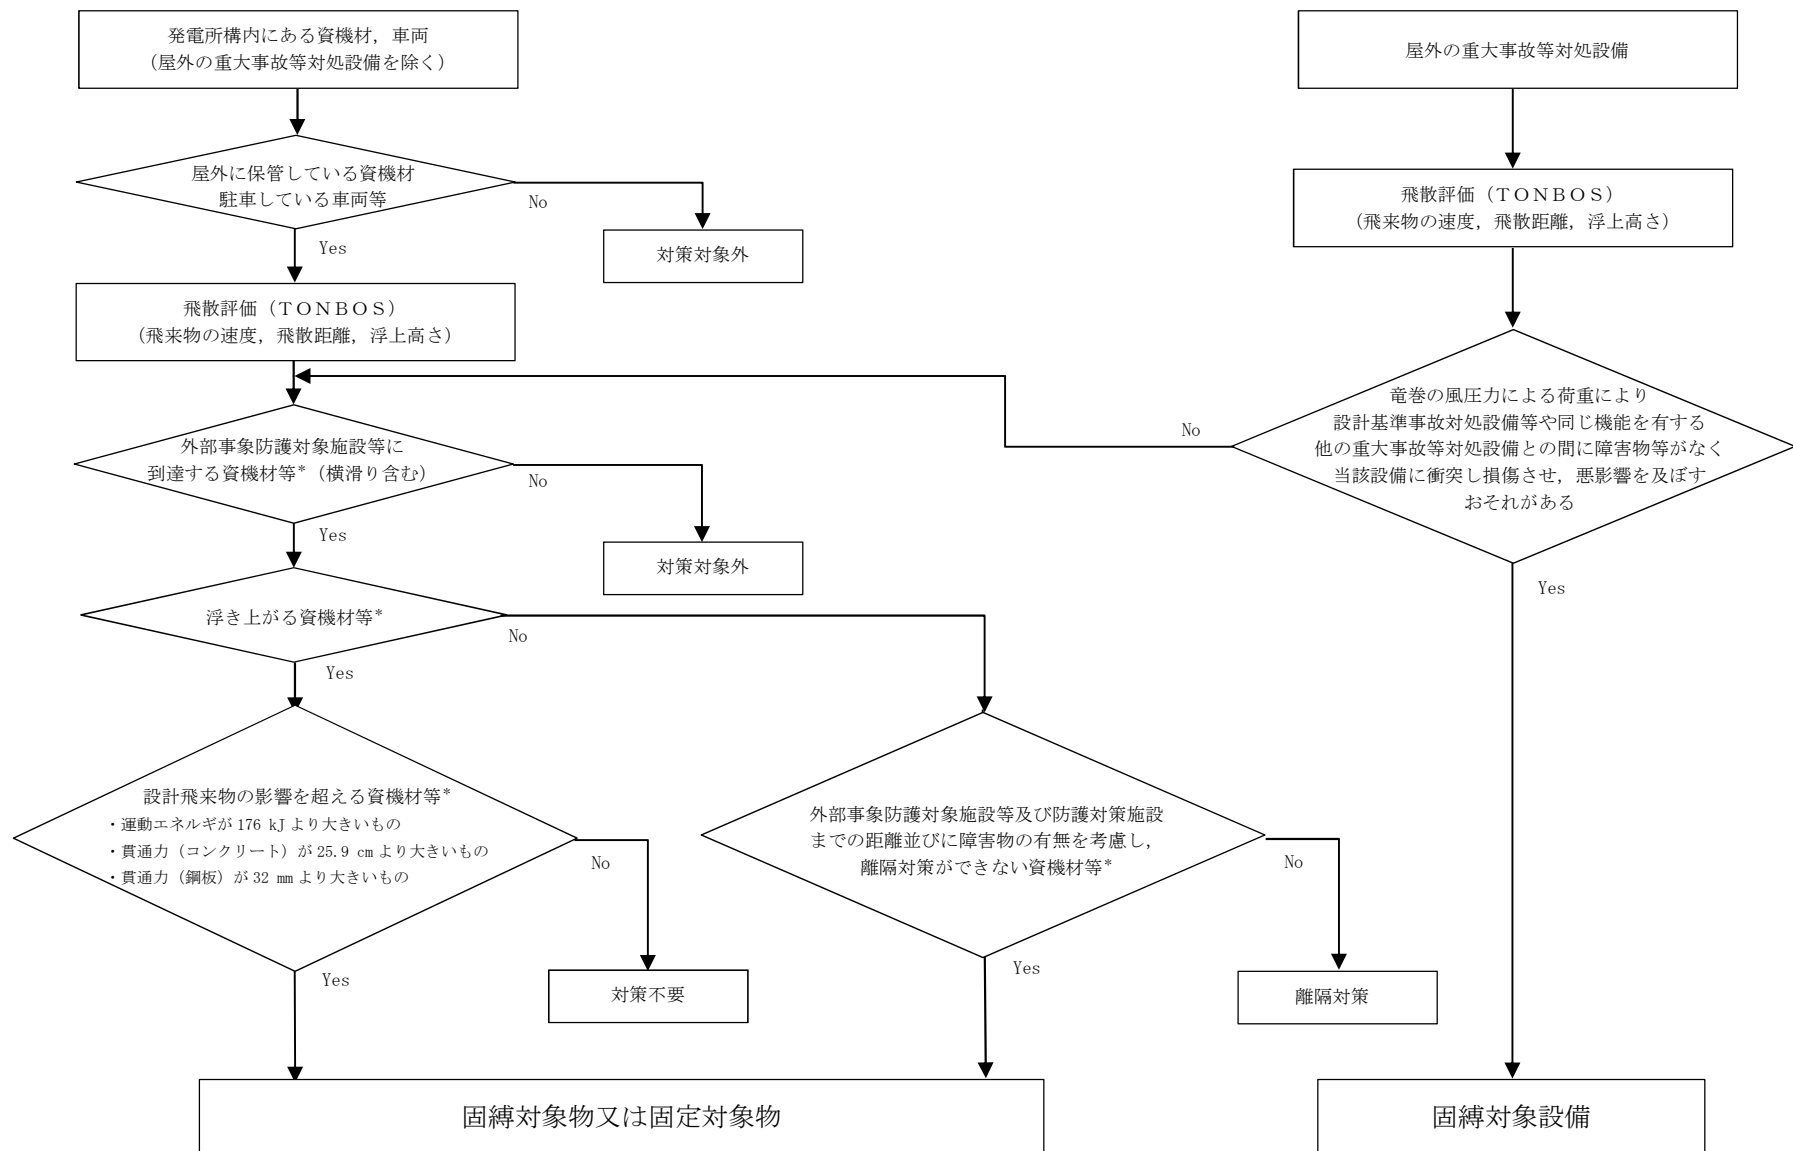 発電所構内にある資機材，車両
（屋外の重大事故等対処設備を除く）
屋外に保管している資機材
駐車している車両等
No
Yes
対策対象外
飛散評価（ＴＯＮＢＯＳ）
（飛来物の速度，飛散距離，浮上高さ）
外部事象防護対象施設等に
到達する資機材等*（横滑り含む）
No
Yes
対策対象外
浮き上がる資機材等*
No
Yes
設計飛来物の影響を超える資機材等*
・運動エネルギが 176 kJ より大きいもの
・貫通力（コンクリート）が 25.9 cm より大きいもの
・貫通力（鋼板）が 32 mm より大きいもの
No
Yes
対策不要
外部事象防護対象施設等及び防護対策施設
までの距離並びに障害物の有無を考慮し，
離隔対策ができない資機材等*
No
Yes
離隔対策
固縛対象物又は固定対象物
屋外の重大事故等対処設備
飛散評価（ＴＯＮＢＯＳ）
（飛来物の速度，飛散距離，浮上高さ）
竜巻の風圧力による荷重により
設計基準事故対処設備等や同じ機能を有する
他の重大事故等対処設備との間に障害物等がなく
当該設備に衝突し損傷させ，悪影響を及ぼす
おそれがある
No
Yes
固縛対象設備